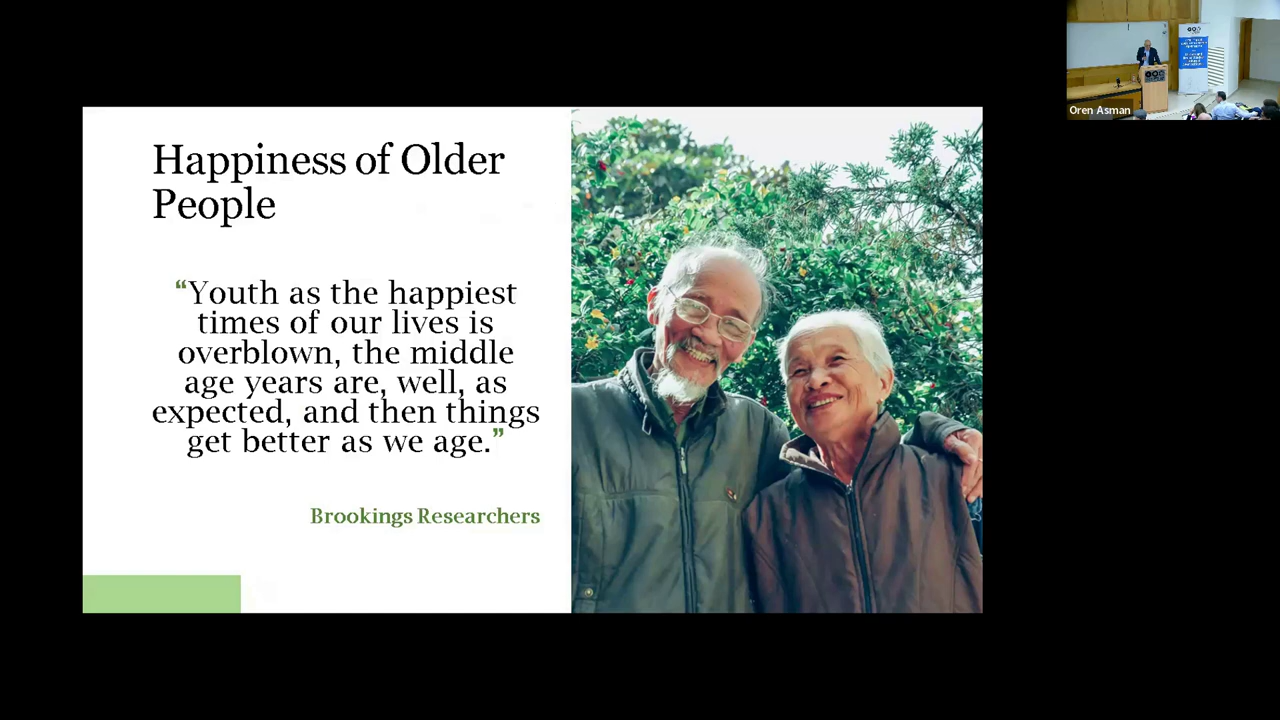 Happiness of Older
People
“Youth as the happiest
times of our lives is
overblown, the middle
age years are, well, as
expected, and then things
get better as we age.”
Brookings Researchers
Oren Asman